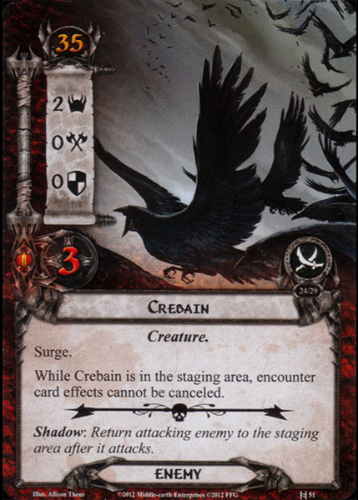 35
2
0
0
3
24/29
CREBAIN
Creature.
Surge.
While Crebain is in the staging area, encounter
card effects cannot be canceled.
Shadow: Return attacking enemy to the staging
area after it attacks.
ENEMY
Illus. Allison Theus
©2012 Middle-earth Enterprises ©2012 FFG
51